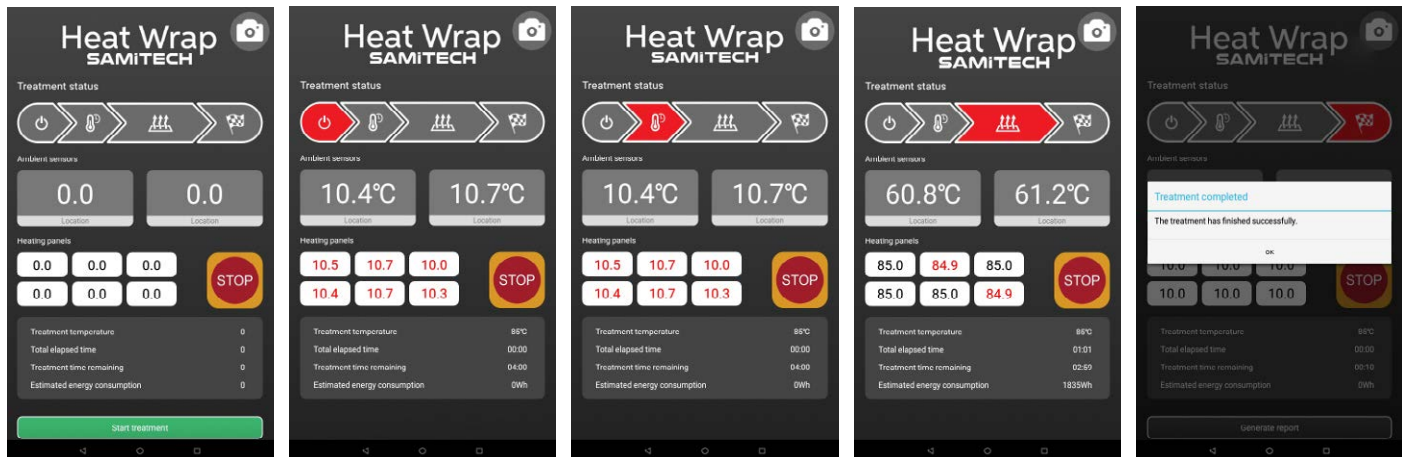 Heat Wrap
SAMiTECH
Treatment status
Ambient sensors
0.0 0.0
Location Location
Heating panels
0.0 0.0 0.0
0.0 0.0 0.0
STOP
Treatment temperature 0
Total elapsed time 0
Treatment time remaining 0
Estimated energy consumption 0
Start treatment
Heat Wrap
SAMiTECH
Treatment status
Ambient sensors
10.4°C 10.7°C
Location Location
Heating panels
10.5 10.7 10.0
10.4 10.7 10.3
STOP
Treatment temperature 85°C
Total elapsed time 00:00
Treatment time remaining 04:00
Estimated energy consumption 0Wh
Heat Wrap
SAMiTECH
Treatment status
Ambient sensors
10.4°C 10.7°C
Location Location
Heating panels
10.5 10.7 10.0
10.4 10.7 10.3
STOP
Treatment temperature 85°C
Total elapsed time 00:00
Treatment time remaining 04:00
Estimated energy consumption 0Wh
Heat Wrap
SAMiTECH
Treatment status
Ambient sensors
60.8°C 61.2°C
Location Location
Heating panels
85.0 84.9 85.0
85.0 85.0 84.9
STOP
Treatment temperature 85°C
Total elapsed time 01:01
Treatment time remaining 02:59
Estimated energy consumption 1835Wh
Heat Wrap
SAMiTECH
Treatment status
Ambient sensors
Treatment completed
The treatment has finished successfully.
OK
10.0 10.0 10.0
10.0 10.0 10.0
STOP
Treatment temperature 85°C
Total elapsed time 00:00
Treatment time remaining 00:10
Estimated energy consumption 0Wh
Generate report